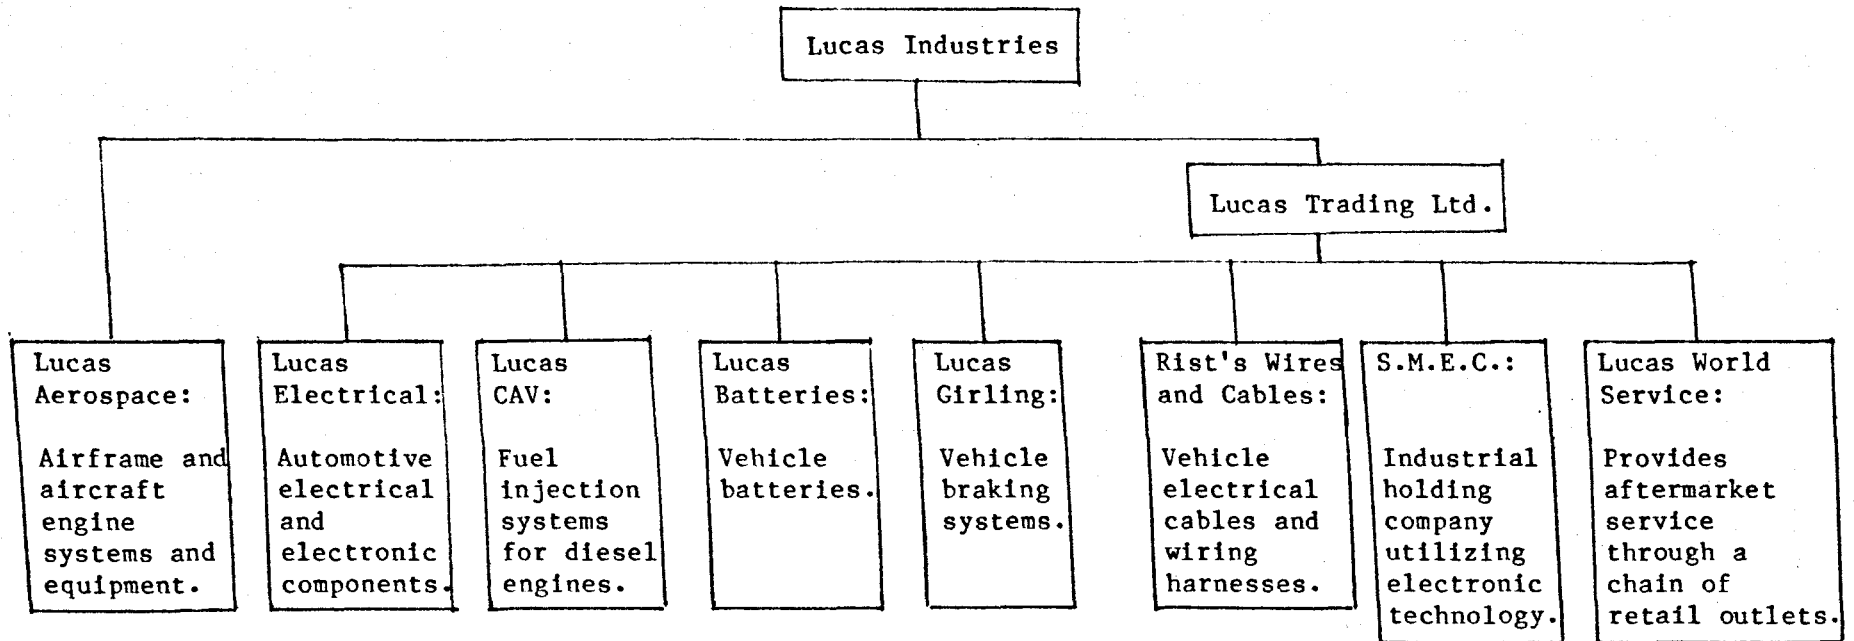 Lucas Industries
Lucas Trading Ltd.
Lucas
Aerospace:
Airframe and
aircraft
engine
systems and
equipment.
Lucas
Electrical:
Automotive
electrical
and
electronic
components.
Lucas
CAV:
Fuel
injection
systems
for diesel
engines.
Lucas
Batteries:
Vehicle
batteries.
Lucas
Girling:
Vehicle
braking
systems.
Rist's Wires
and Cables:
Vehicle
electrical
cables and
wiring
harnesses.
S.M.E.C.:
Industrial
holding
company
utilizing
electronic
technology.
Lucas World
Service:
Provides
aftermarket
service
through a
chain of
retail outlets.